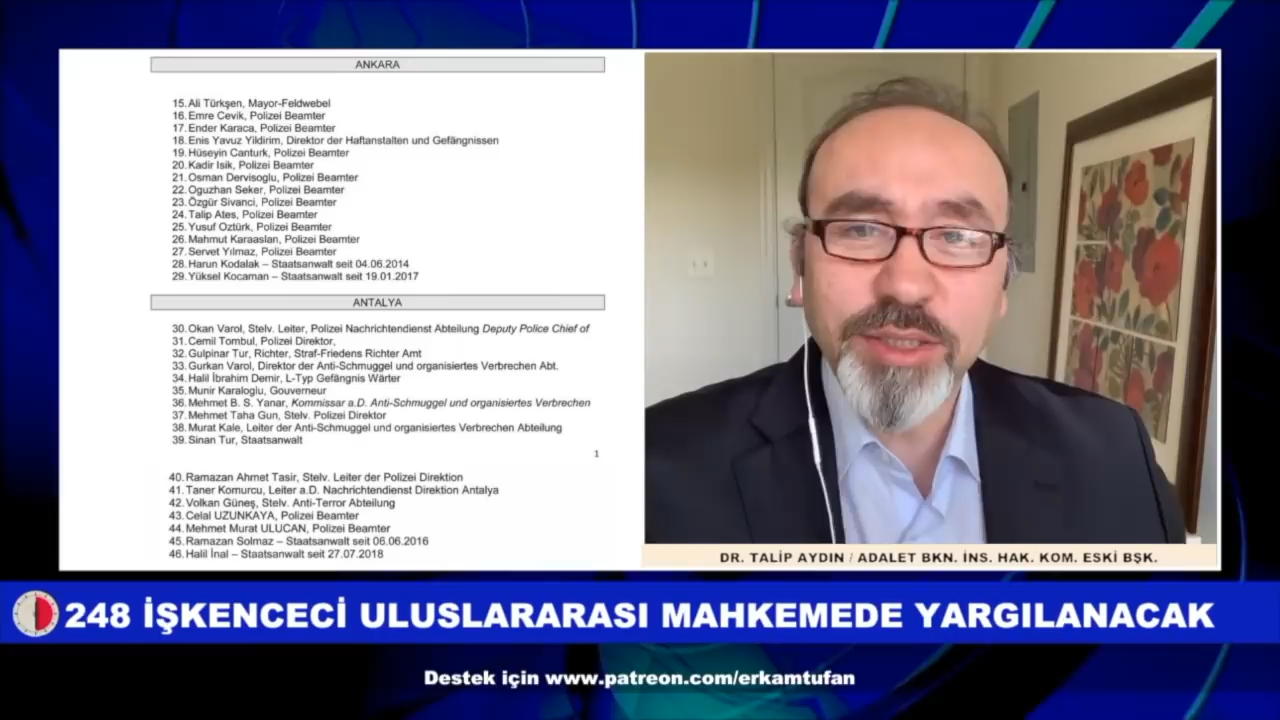 ANKARA
15. Ali Türkşen, Mayor-Feldwebel
16. Emre Cevik, Polizei Beamter
17. Ender Karaca, Polizei Beamter
18. Enis Yavuz Yildirim, Direktor der Haftanstalten und Gefängnissen
19. Hüseyin Canturk, Polizei Beamter
20. Kadir Isik, Polizei Beamter
21. Osman Dervisoglu, Polizei Beamter
22. Oguzhan Seker, Polizei Beamter
23. Özgür Sivanci, Polizei Beamter
24. Talip Ates, Polizei Beamter
25. Yusuf Oztürk, Polizei Beamter
26. Mahmut Karaaslan, Polizei Beamter
27. Servet Yılmaz, Polizei Beamter
28. Harun Kodalak – Staatsanwalt seit 04.06.2014
29. Yüksel Kocaman – Staatsanwalt seit 19.01.2017
ANTALYA
30. Okan Varol, Stelv. Leiter, Polizei Nachrichtendienst Abteilung Deputy Police Chief of
31. Cemil Tombul, Polizei Direktor,
32. Gulpinar Tur, Richter, Straf-Friedens Richter Amt
33. Gurkan Varol, Direktor der Anti-Schmuggel und organisiertes Verbrechen Abt.
34. Halil İbrahim Demir, L-Typ Gefängnis Wärter
35. Munir Karaloglu, Gouverneur
36. Mehmet B. S. Yanar, Kommissar a.D. Anti-Schmuggel und organisiertes Verbrechen
37. Mehmet Taha Gun, Stelv. Polizei Direktor
38. Murat Kale, Leiter der Anti-Schmuggel und organisiertes Verbrechen Abteilung
39. Sinan Tur, Staatsanwalt
1
40. Ramazan Ahmet Tasir, Stelv. Leiter der Polizei Direktion
41. Taner Komurcu, Leiter a.D. Nachrichtendienst Direktion Antalya
42. Volkan Güneş, Stelv. Anti-Terror Abteilung
43. Celal UZUNKAYA, Polizei Beamter
44. Mehmet Murat ULUCAN, Polizei Beamter
45. Ramazan Solmaz – Staatsanwalt seit 06.06.2016
46. Halil İnal – Staatsanwalt seit 27.07.2018
DR. TALİP AYDIN / ADALET BKN. İNS. HAK. KOM. ESKİ BŞK.
248 İŞKENCECİ ULUSLARARASI MAHKEMEDE YARGILANACAK
Destek için www.patreon.com/erkamtufan